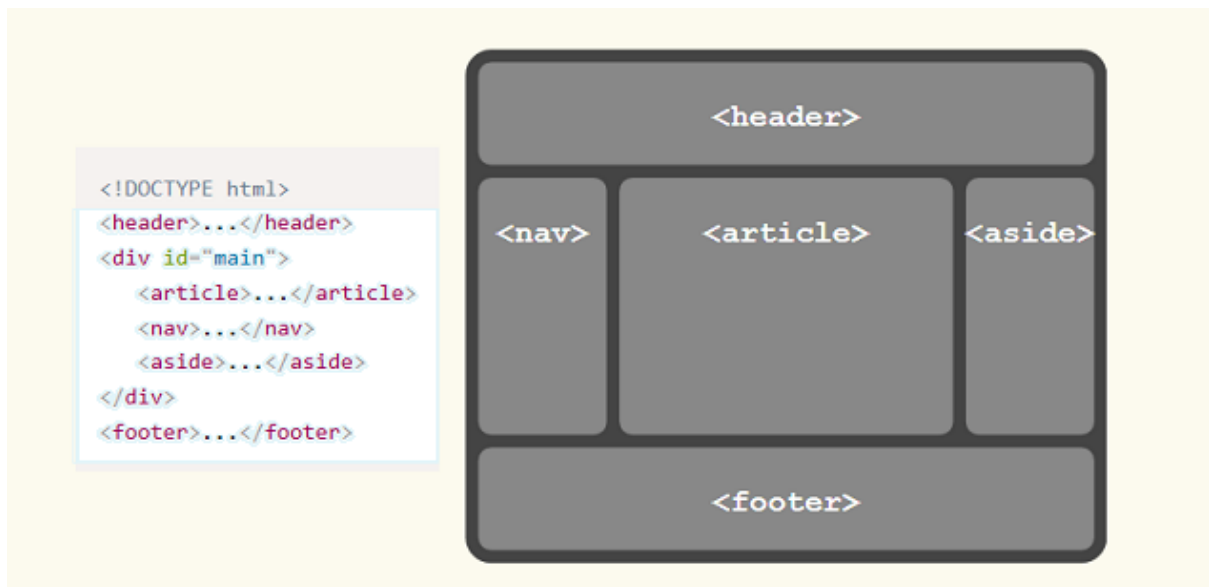 <!DOCTYPE html>
<header>...</header>
<div id="main">
<article>...</article>
<nav>...</nav>
<aside>...</aside>
</div>
<footer>...</footer>
<header>
<nav> <article> <aside>
<footer>